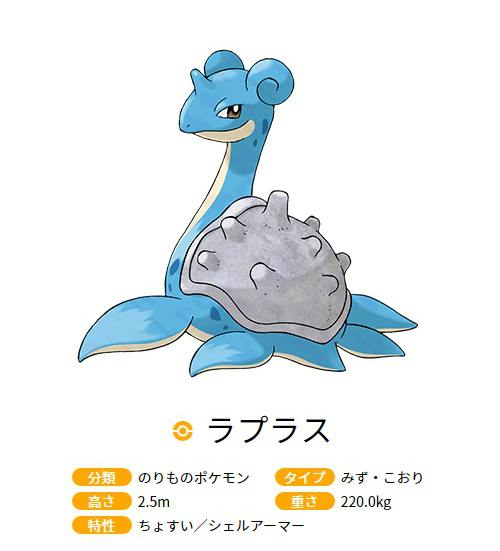 ラプラス
分類 のりものポケモン タイプ みず・こおり
高さ 2.5m 重さ 220.0kg
特性 ちょすい／シェルアーマー